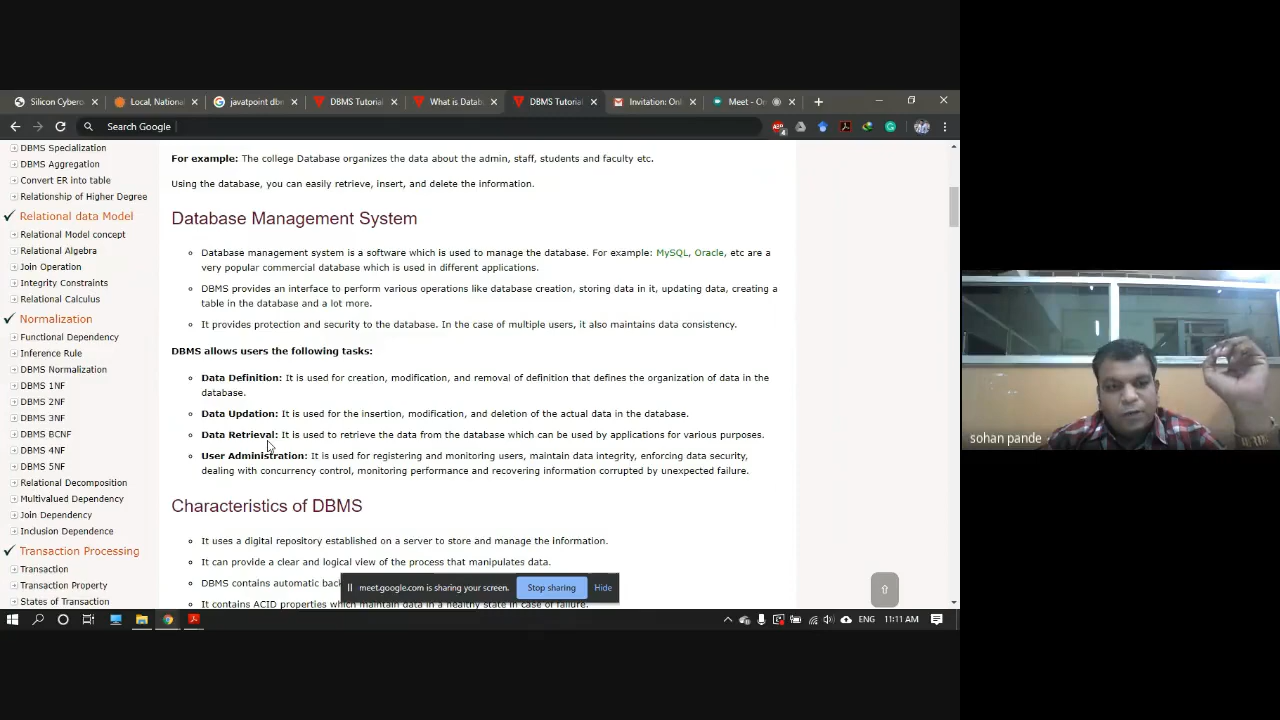 Silicon Cybero
Local, National
javatpoint dbm
DBMS Tutorial
What is Databa
DBMS Tutorial
Invitation: Onl
Meet - On
Search Google
DBMS Specialization
DBMS Aggregation
Convert ER into table
Relationship of Higher Degree
Relational data Model
Relational Model concept
Relational Algebra
Join Operation
Integrity Constraints
Relational Calculus
Normalization
Functional Dependency
Inference Rule
DBMS Normalization
DBMS 1NF
DBMS 2NF
DBMS 3NF
DBMS BCNF
DBMS 4NF
DBMS 5NF
Relational Decomposition
Multivalued Dependency
Join Dependency
Inclusion Dependence
Transaction Processing
Transaction
Transaction Property
States of Transaction
For example: The college Database organizes the data about the admin, staff, students and faculty etc.
Using the database, you can easily retrieve, insert, and delete the information.
Database Management System
Database management system is a software which is used to manage the database. For example: MySQL, Oracle, etc are a
very popular commercial database which is used in different applications.
DBMS provides an interface to perform various operations like database creation, storing data in it, updating data, creating a
table in the database and a lot more.
It provides protection and security to the database. In the case of multiple users, it also maintains data consistency.
DBMS allows users the following tasks:
Data Definition: It is used for creation, modification, and removal of definition that defines the organization of data in the
database.
Data Updation: It is used for the insertion, modification, and deletion of the actual data in the database.
Data Retrieval: It is used to retrieve the data from the database which can be used by applications for various purposes.
User Administration: It is used for registering and monitoring users, maintain data integrity, enforcing data security,
dealing with concurrency control, monitoring performance and recovering information corrupted by unexpected failure.
Characteristics of DBMS
It uses a digital repository established on a server to store and manage the information.
It can provide a clear and logical view of the process that manipulates data.
DBMS contains automatic back
It contains ACID properties which maintain data in a healthy state in case of failure.
meet.google.com is sharing your screen.
Stop sharing
Hide
sohan pande
ENG
11:11 AM